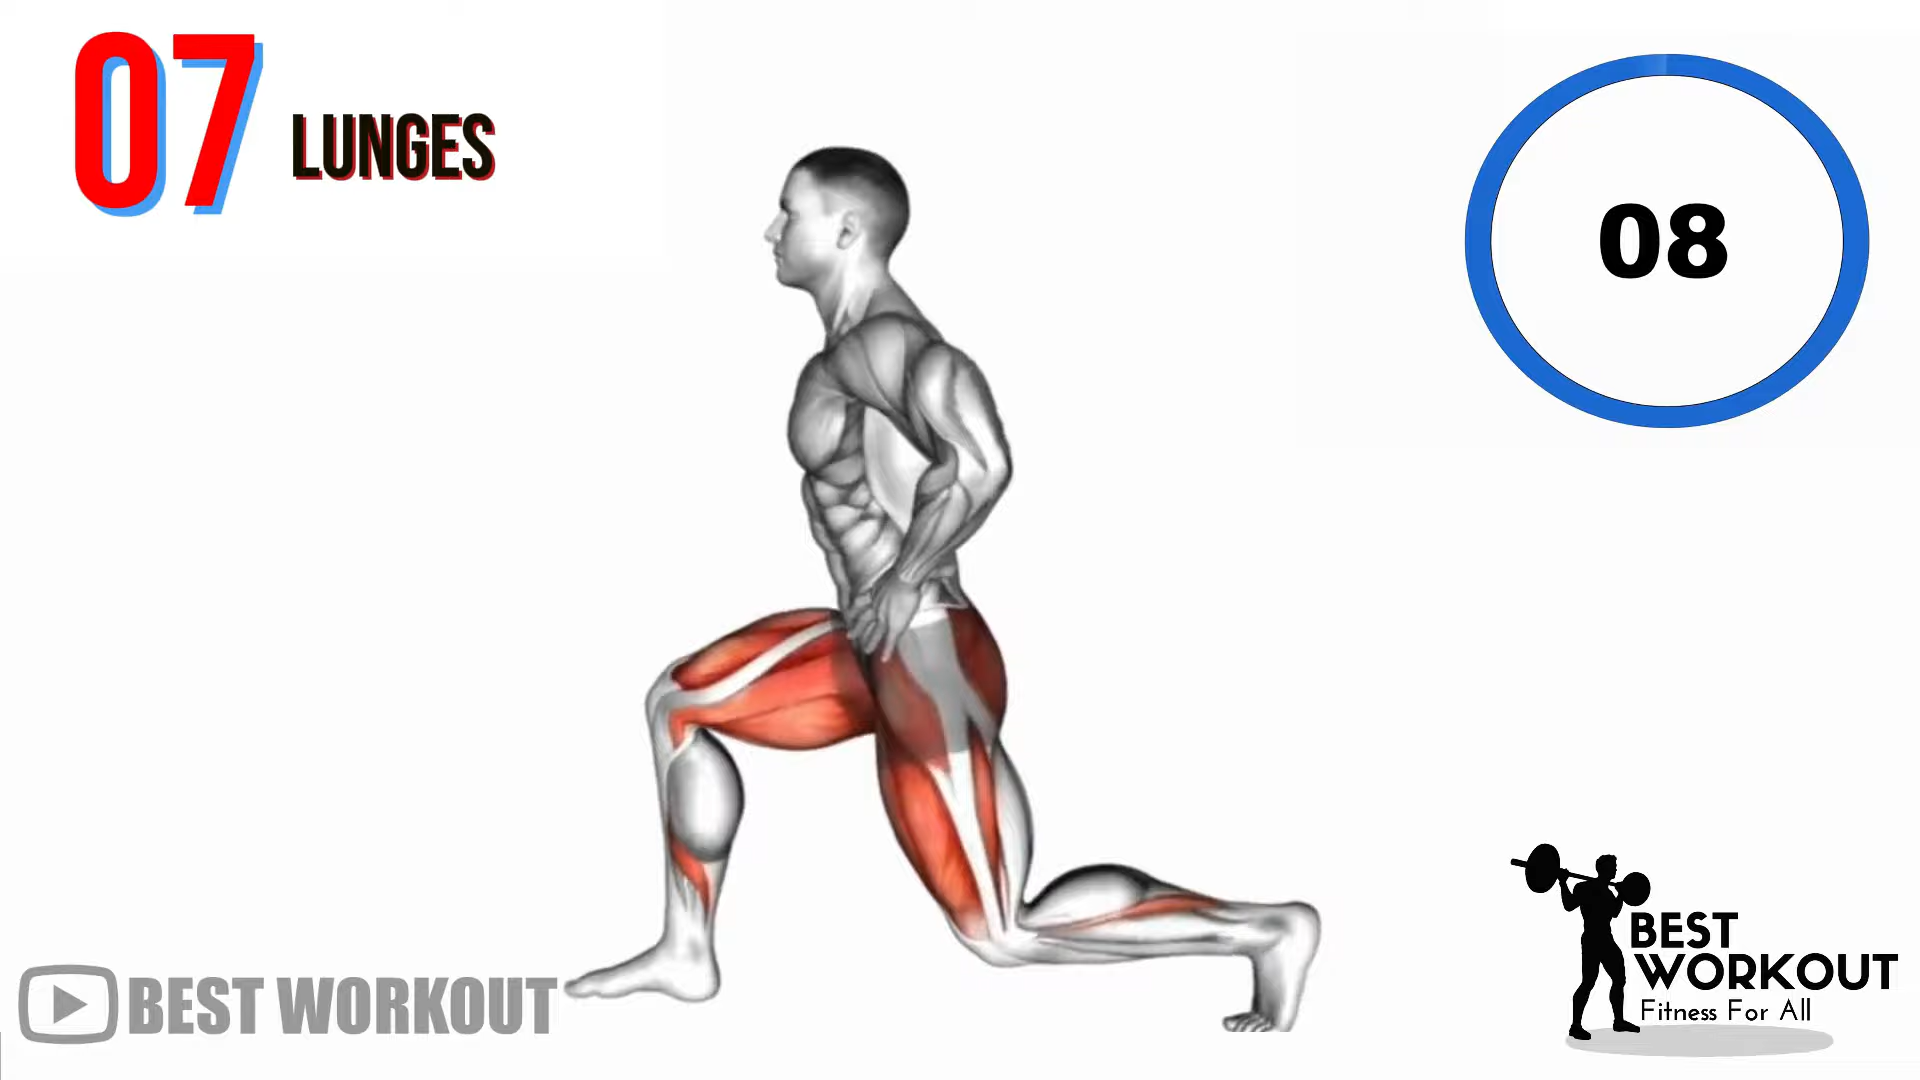 07 LUNGES
08
BEST WORKOUT
BEST
WORKOUT
Fitness For All